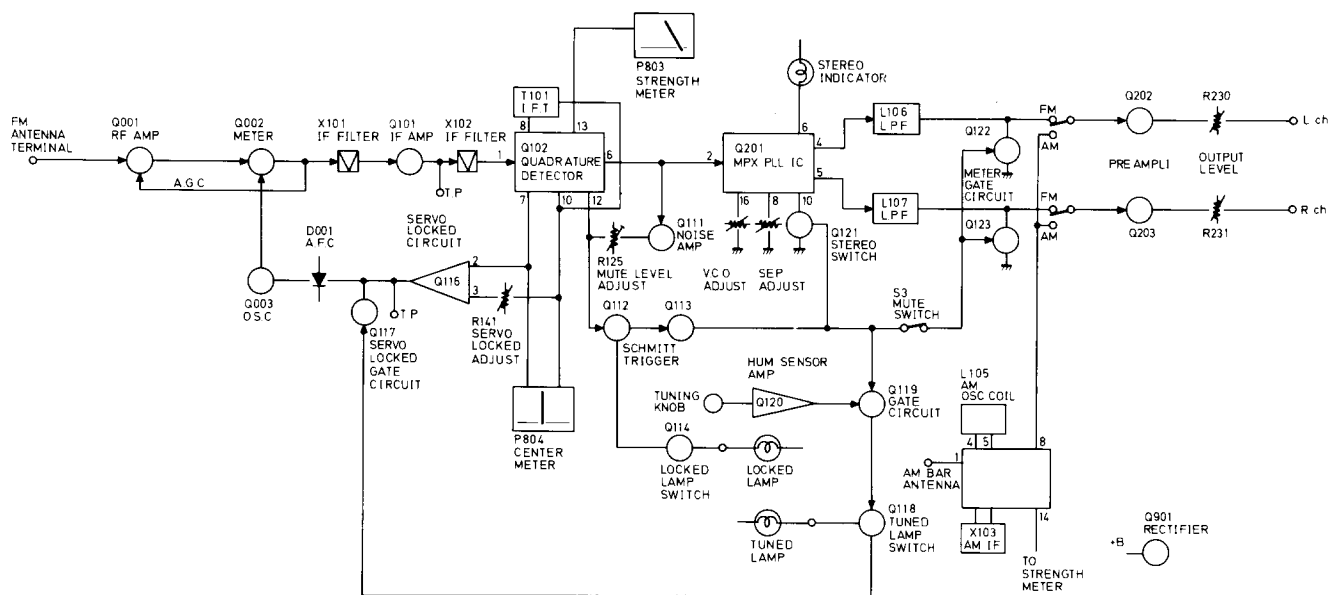 FM
ANTENNA
TERMINAL
Q001
RF AMP
Q002
METER
A.G.C
X101
IF FILTER
Q101
IF AMP
T.P
X102
IF FILTER
T101
I.F.T
8
13
1
Q102
QUADRATURE
DETECTOR
6
7
10
12
P803
STRENGTH
METER
STEREO
INDICATOR
6
2
Q201
MPX PLL IC
4
5
16
8
10
VCO
ADJUST
SEP
ADJUST
Q121
STEREO
SWITCH
L106
LPF
L107
LPF
Q122
METER
GATE
CIRCUIT
Q123
FM
AM
FM
AM
Q202
PREAMPLI
Q203
R230
OUTPUT
LEVEL
R231
L ch
R ch
D001
A.F.C
Q003
O.S.C
SERVO
LOCKED
CIRCUIT
Q116
2
3
T.P
Q117
SERVO
LOCKED
GATE
CIRCUIT
R141
SERVO
LOCKED
ADJUST
P804
CENTER
METER
Q111
NOISE
AMP
R125
MUTE LEVEL
ADJUST
Q112
Q113
SCHMITT
TRIGGER
S3
MUTE
SWITCH
HUM SENSOR
AMP
TUNING
KNOB
Q120
Q119
GATE
CIRCUIT
Q114
LOCKED
LAMP
SWITCH
LOCKED
LAMP
TUNED
LAMP
Q118
TUNED
LAMP
SWITCH
L105
AM
OSC COIL
4
5
8
1
AM BAR
ANTENNA
14
X103
AM IF
TO
STRENGTH
METER
Q901
RECTIFIER
+B